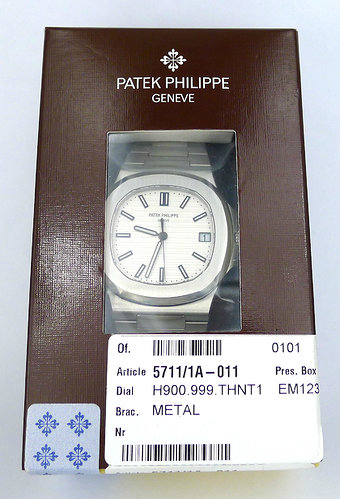 PATEK PHILIPPE
GENEVE
PATEK PHILIPPE
GENEVE
Of. 0101
Article 5711/1A-011 Pres. Box
Dial H900.999.THNT1 EM123
Brac. METAL
Nr